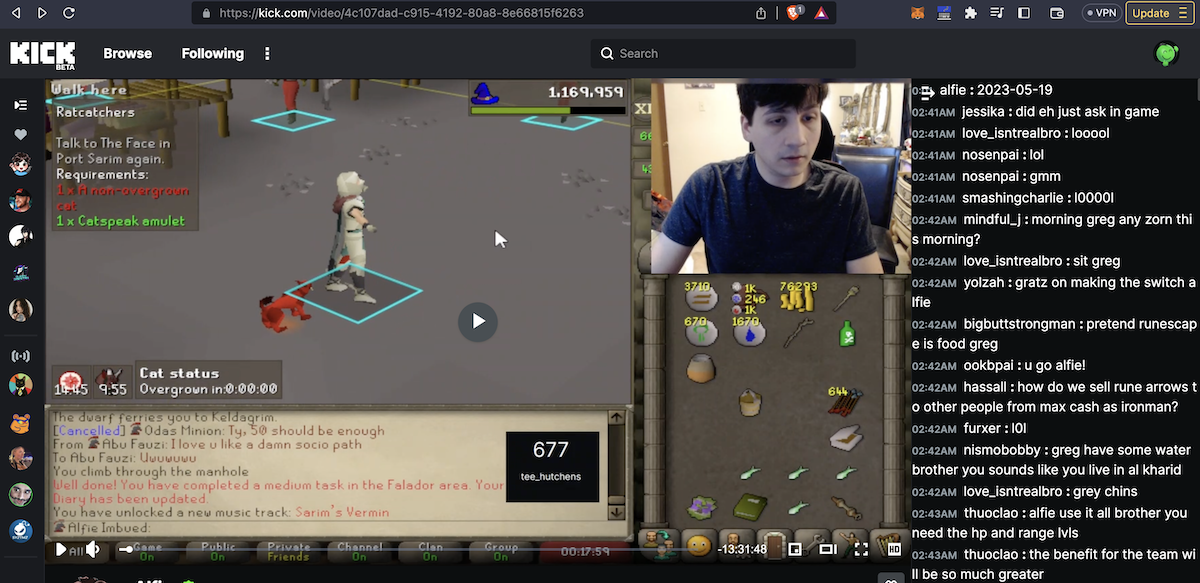 https://kick.com/video/4c107dad-c915-4192-80a8-8e66815f6263
1
VPN
Update
KICK
BETA
Browse
Following
Search
Walk here
Ratcatchers
Talk to The Face in
Port Sarim again.
Requirements:
1 x A non-overgrown
cat
1 x Catspeak amulet
1,169,959
14:45
9:55
Cat status
Overgrown in:0:00:00
The dwarf ferries you to Keldagrim.
[Cancelled] Odas Minion: Ty, 50 should be enough
From Abu Fauzi: I love u like a damn socio path
To Abu Fauzi: Uwuwuwu
You climb through the manhole
Well done! You have completed a medium task in the Falador area. Your
Diary has been updated.
You have unlocked a new music track: Sarim's Vermin
Alfie Imbued:
677
tee_hutchens
All
Game
On
Public
On
Private
Friends
Channel
On
Clan
On
Group
On
00:17:59
3710
1K
246
1K
76293
670
1670
644
-13:31:48
HD
alfie : 2023-05-19
02:41AM jessika : did eh just ask in game
02:41AM love_isntrealbro : looool
02:41AM nosenpai : lol
02:41AM nosenpai : gmm
02:41AM smashingcharlie : l0000l
02:42AM mindful_j : morning greg any zorn thi
s morning?
02:42AM love_isntrealbro : sit greg
02:42AM yolzah : gratz on making the switch a
lfie
02:42AM bigbuttstrongman : pretend runescap
e is food greg
02:42AM ookbpai : u go alfie!
02:42AM hassall : how do we sell rune arrows t
o other people from max cash as ironman?
02:42AM furxer : l0l
02:42AM nismobobby : greg have some water
brother you sounds like you live in al kharid
02:42AM love_isntrealbro : grey chins
02:42AM thuoclao : alfie use it all brother you
need the hp and range lvls
02:43AM thuoclao : the benefit for the team wi
ll be so much greater